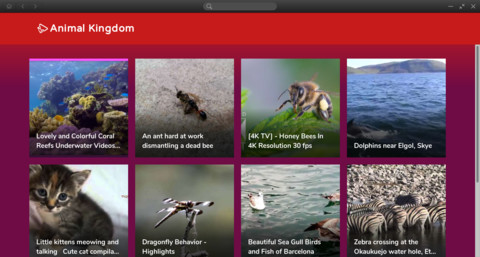 Animal Kingdom
Lovely and Colorful Coral
Reefs Underwater Videos...
An ant hard at work
dismantling a dead bee
[4K TV] - Honey Bees In
4K Resolution 30 fps
Dolphins near Elgol, Skye
Little kittens meowing and
talking   Cute cat compila...
Dragonfly Behavior -
Highlights
Beautiful Sea Gull Birds
and Fish of Barcelona
Zebra crossing at the
Okaukuejo water hole, Et...